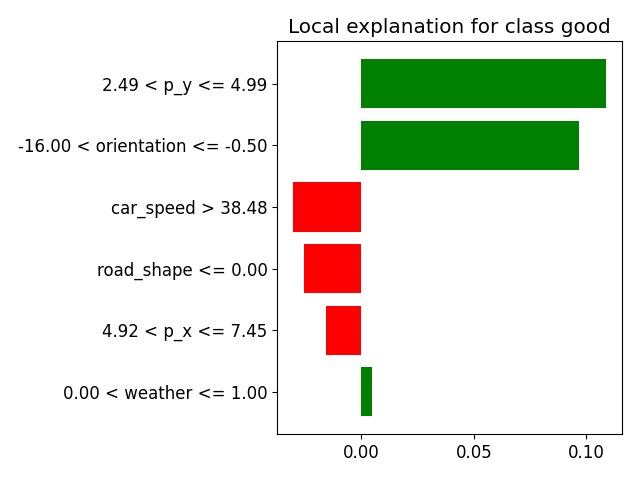 Local explanation for class good
2.49 < p_y <= 4.99
-16.00 < orientation <= -0.50
car_speed > 38.48
road_shape <= 0.00
4.92 < p_x <= 7.45
0.00 < weather <= 1.00
0.00 0.05 0.10